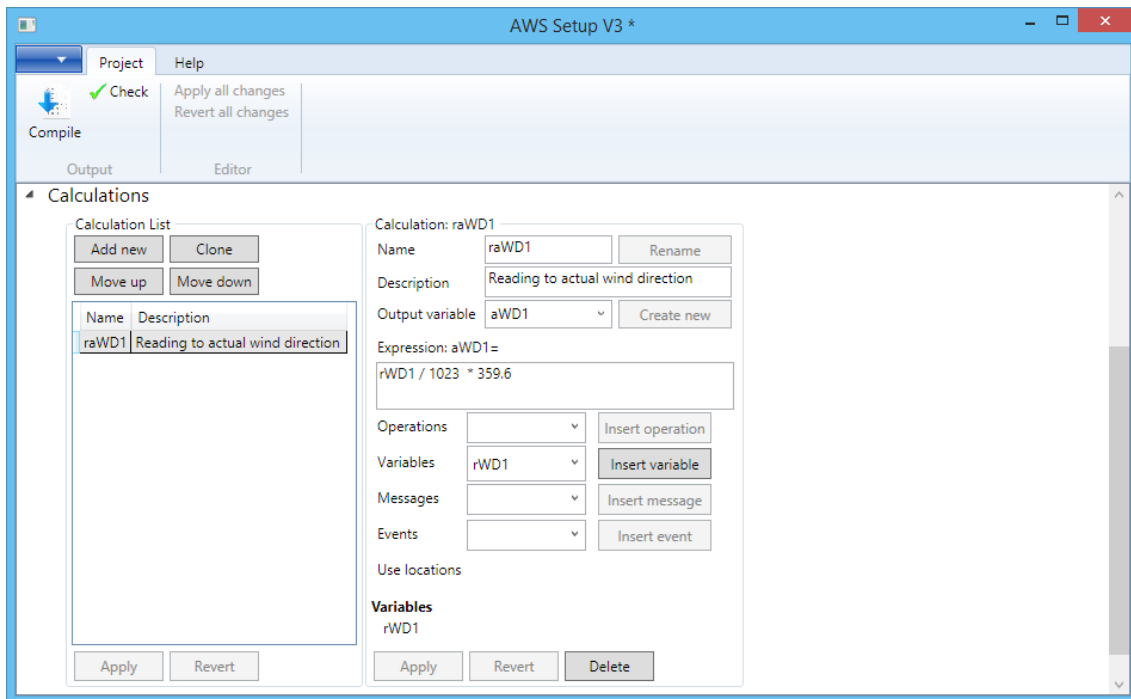 AWS Setup V3 *
Project Help
Check
Compile
Apply all changes
Revert all changes
Output Editor
Calculations
Calculation List
Add new Clone
Move up Move down
Name Description
raWD1 Reading to actual wind direction
Apply Revert
Calculation: raWD1
Name raWD1 Rename
Description Reading to actual wind direction
Output variable aWD1 Create new
Expression: aWD1=
rWD1 / 1023 * 359.6
Operations Insert operation
Variables rWD1 Insert variable
Messages Insert message
Events Insert event
Use locations
Variables
rWD1
Apply Revert Delete